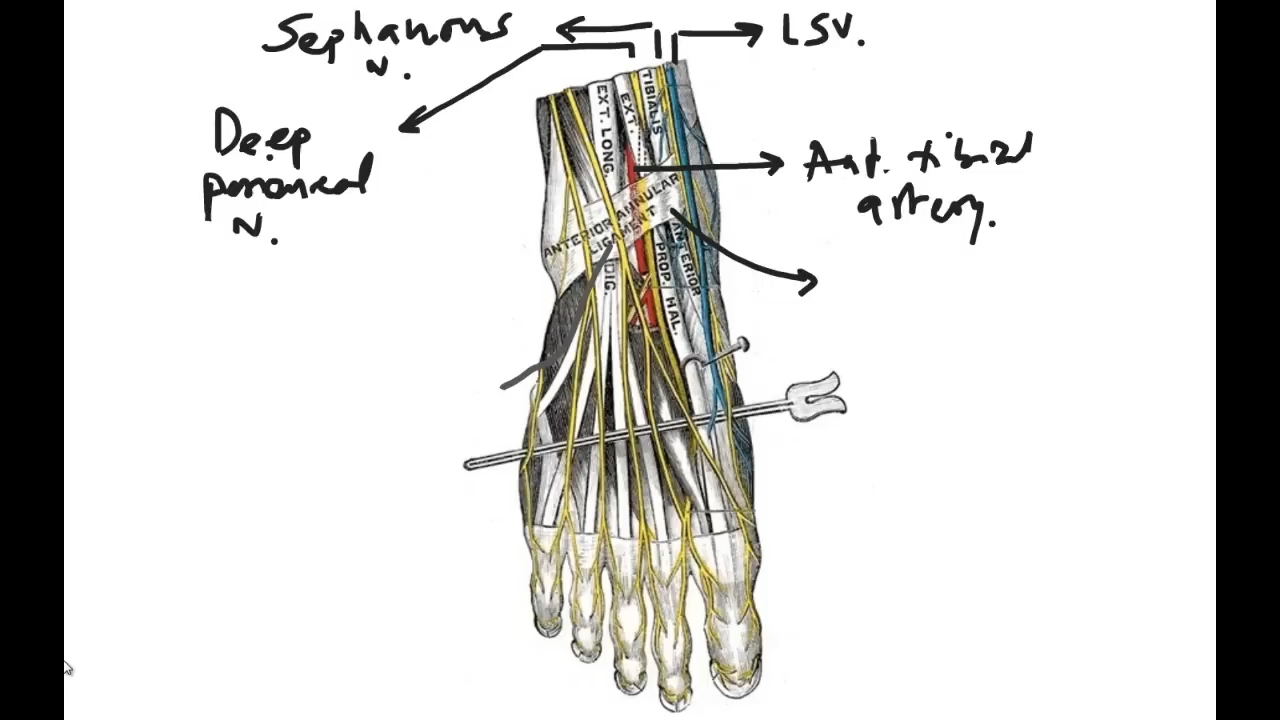 Sephanous
N.
LSV.
Deep
peroneal
N.
Ant. tibial
artery.
EXT. LONG.
EXT.
TIBIALIS
ANTERIOR ANNULAR
LIGAMENT
DIG.
PROP.
HAL.
ANTERIOR